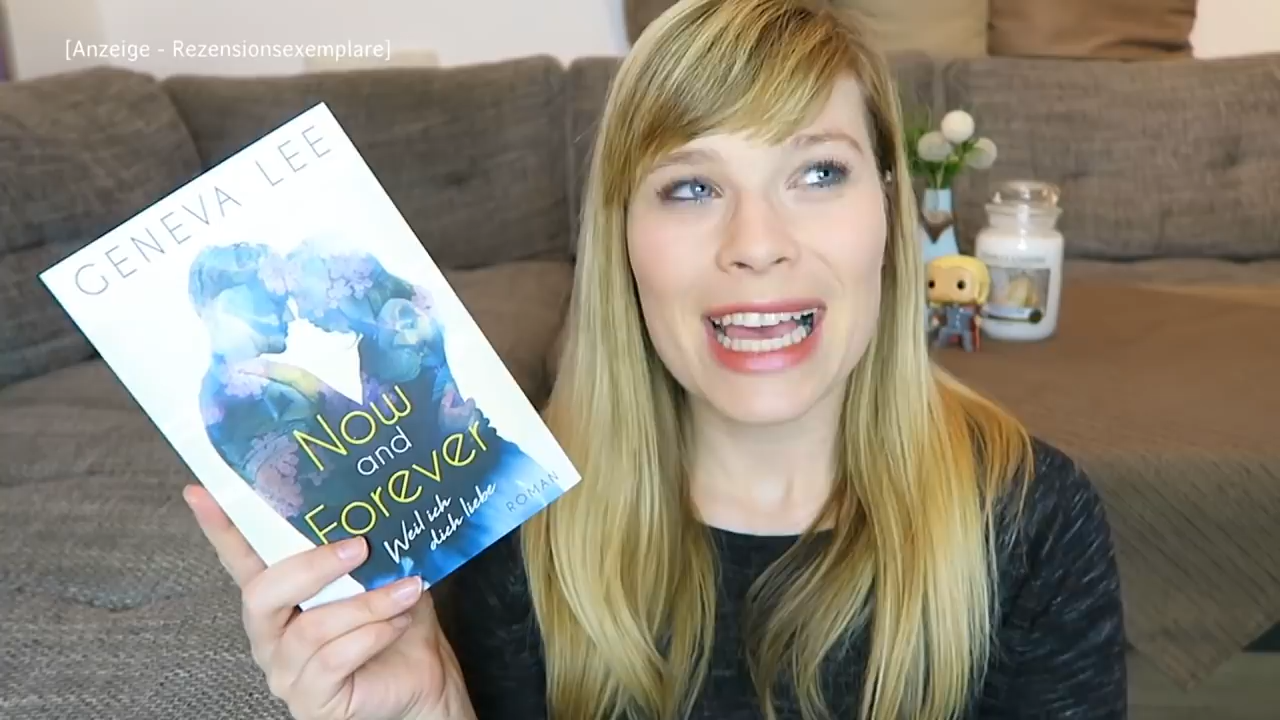 [Anzeige - Rezensionsexemplare]
GENEVA LEE
Now
and
Forever
Weil ich
dich liebe
ROMAN